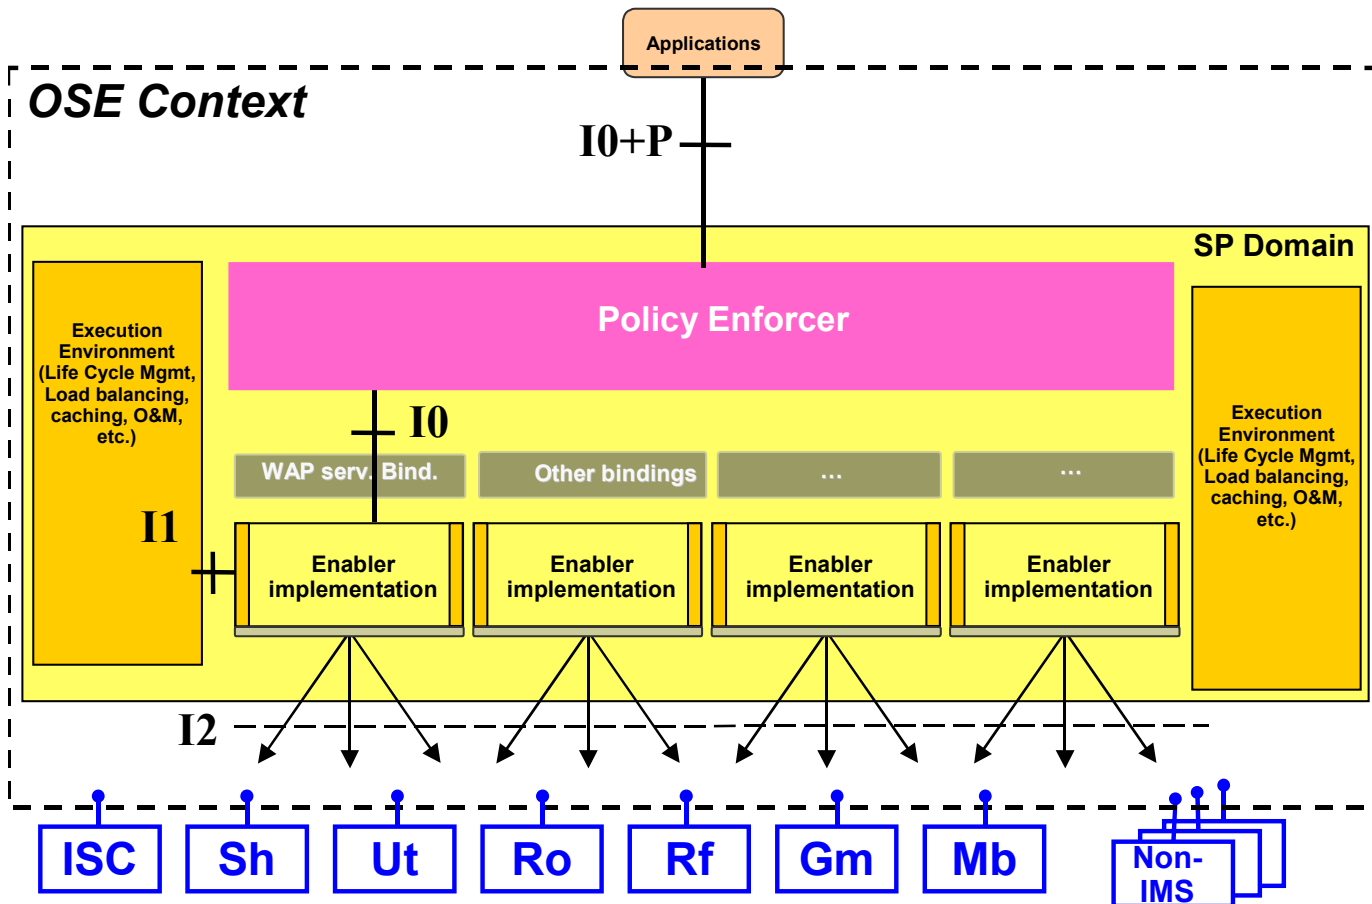 Applications
OSE Context
I0+P
SP Domain
Policy Enforcer
Execution
Environment
(Life Cycle Mgmt,
Load balancing,
caching, O&M,
etc.)
Execution
Environment
(Life Cycle Mgmt,
Load balancing,
caching, O&M,
etc.)
I0
WAP serv. Bind.
Other bindings
...
...
I1
Enabler
implementation
Enabler
implementation
Enabler
implementation
Enabler
implementation
I2
ISC
Sh
Ut
Ro
Rf
Gm
Mb
Non-
IMS